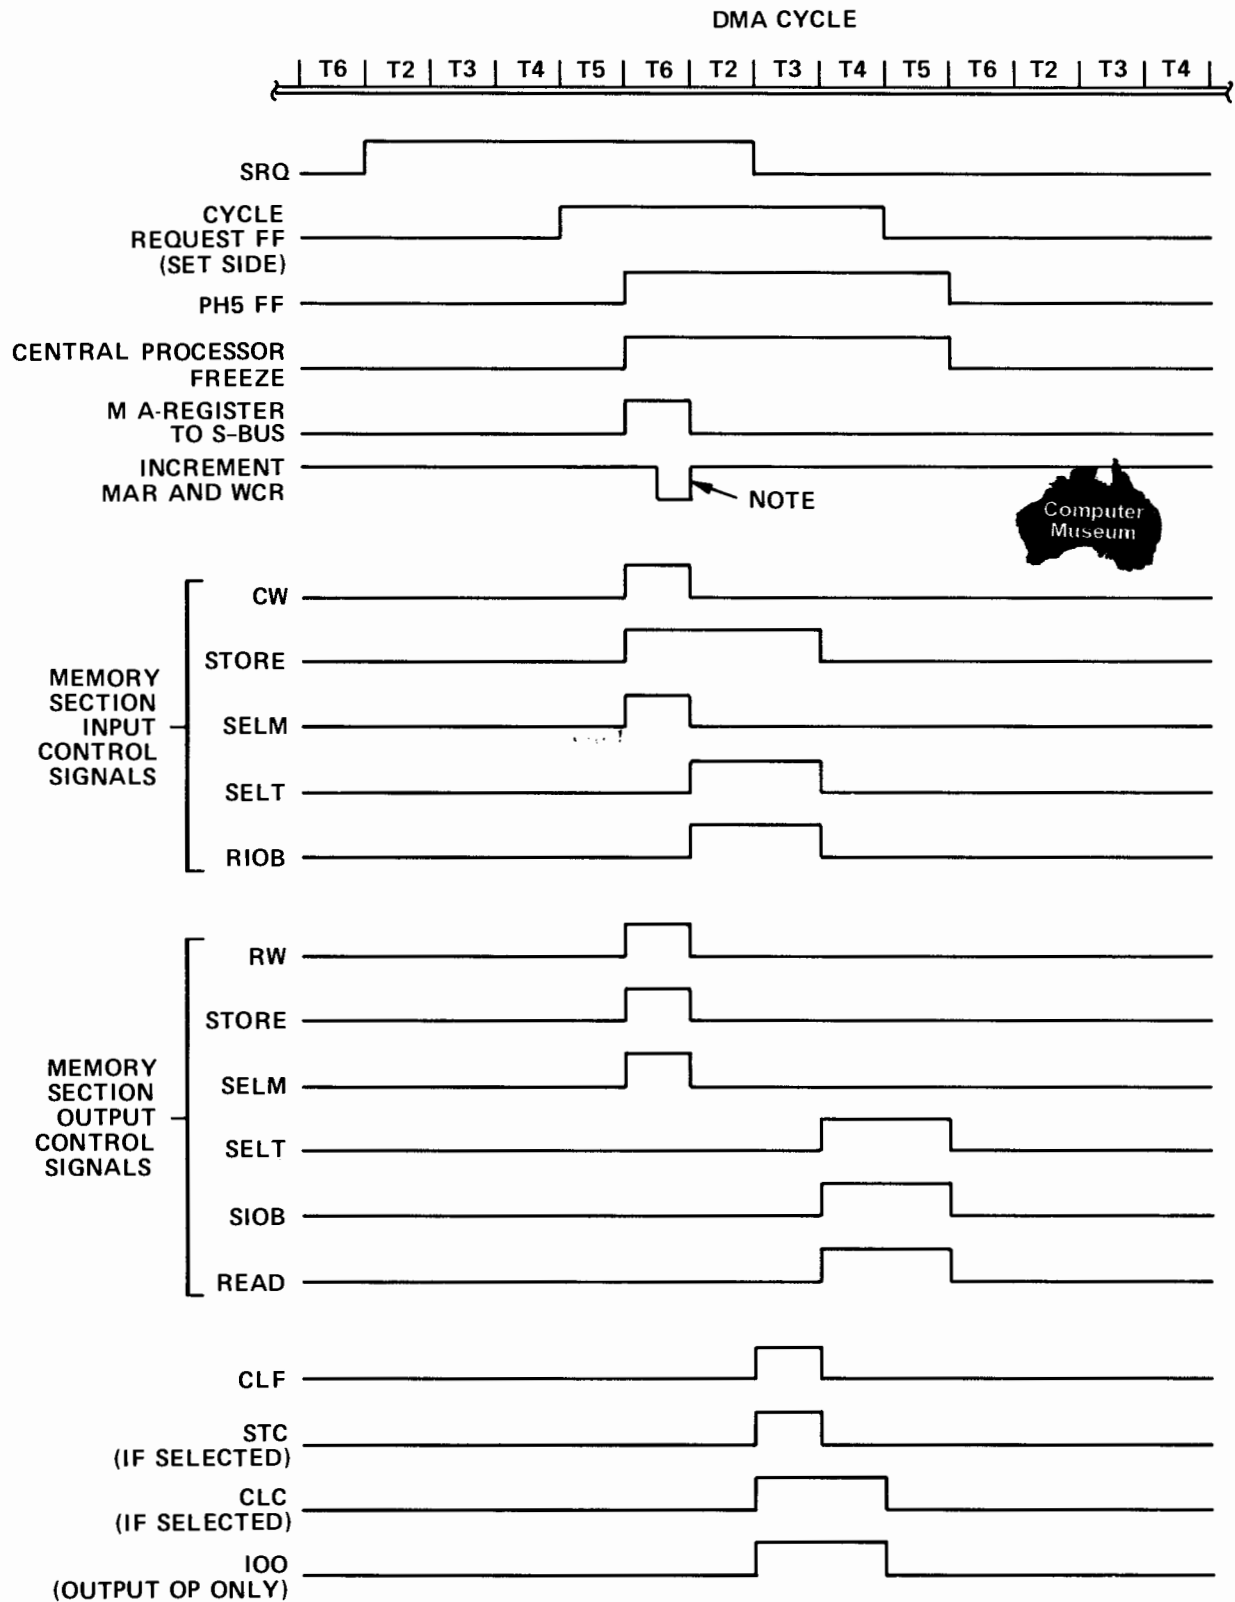 DMA CYCLE
T6 T2 T3 T4 T5 T6 T2 T3 T4 T5 T6 T2 T3 T4
SRQ
CYCLE
REQUEST FF
(SET SIDE)
PH5 FF
CENTRAL PROCESSOR
FREEZE
M A-REGISTER
TO S-BUS
INCREMENT
MAR AND WCR
NOTE
Computer
Museum
MEMORY
SECTION
INPUT
CONTROL
SIGNALS
CW
STORE
SELM
SELT
RIOB
MEMORY
SECTION
OUTPUT
CONTROL
SIGNALS
RW
STORE
SELM
SELT
SIOB
READ
CLF
STC
(IF SELECTED)
CLC
(IF SELECTED)
IOO
(OUTPUT OP ONLY)